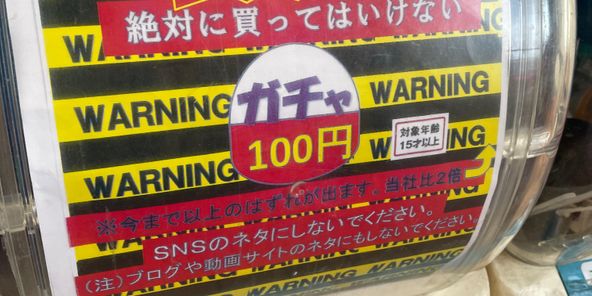 絶対に買ってはいけない
WARNING WARNING WARNING
WARNING
WARNING
ガチャ
100円
対象年齢
15才以上
WARNING
WARNING
WARNING
WARNING
※今まで以上のはずれが出ます。当社比2倍
SNSのネタにしないでください。
(注)ブログや動画サイトのネタにもしないでください。